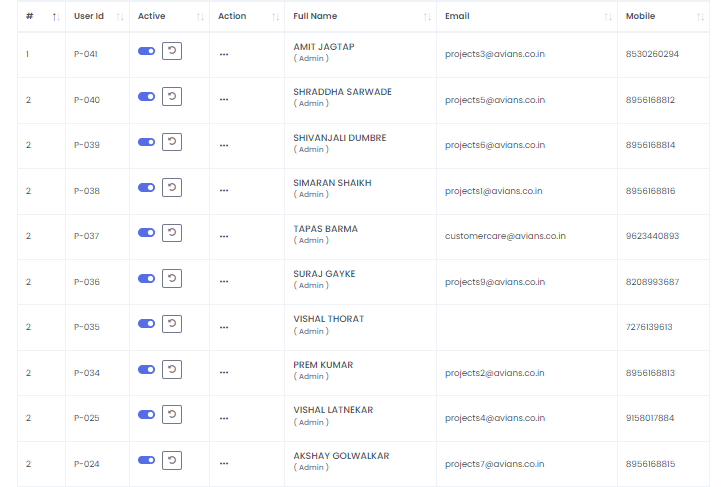 # User Id Active Action Full Name Email Mobile
1 P-041 ... AMIT JAGTAP projects3@avians.co.in 8530260294
( Admin )
2 P-040 ... SHRADDHA SARWADE projects5@avians.co.in 8956168812
( Admin )
2 P-039 ... SHIVANJALI DUMBRE projects6@avians.co.in 8956168814
( Admin )
2 P-038 ... SIMARAN SHAIKH projects1@avians.co.in 8956168816
( Admin )
2 P-037 ... TAPAS BARMA customercare@avians.co.in 9623440893
( Admin )
2 P-036 ... SURAJ GAYKE projects9@avians.co.in 8208993687
( Admin )
2 P-035 ... VISHAL THORAT 7276139613
( Admin )
2 P-034 ... PREM KUMAR projects2@avians.co.in 8956168813
( Admin )
2 P-025 ... VISHAL LATNEKAR projects4@avians.co.in 9158017884
( Admin )
2 P-024 ... AKSHAY GOLWALKAR projects7@avians.co.in 8956168815
( Admin )